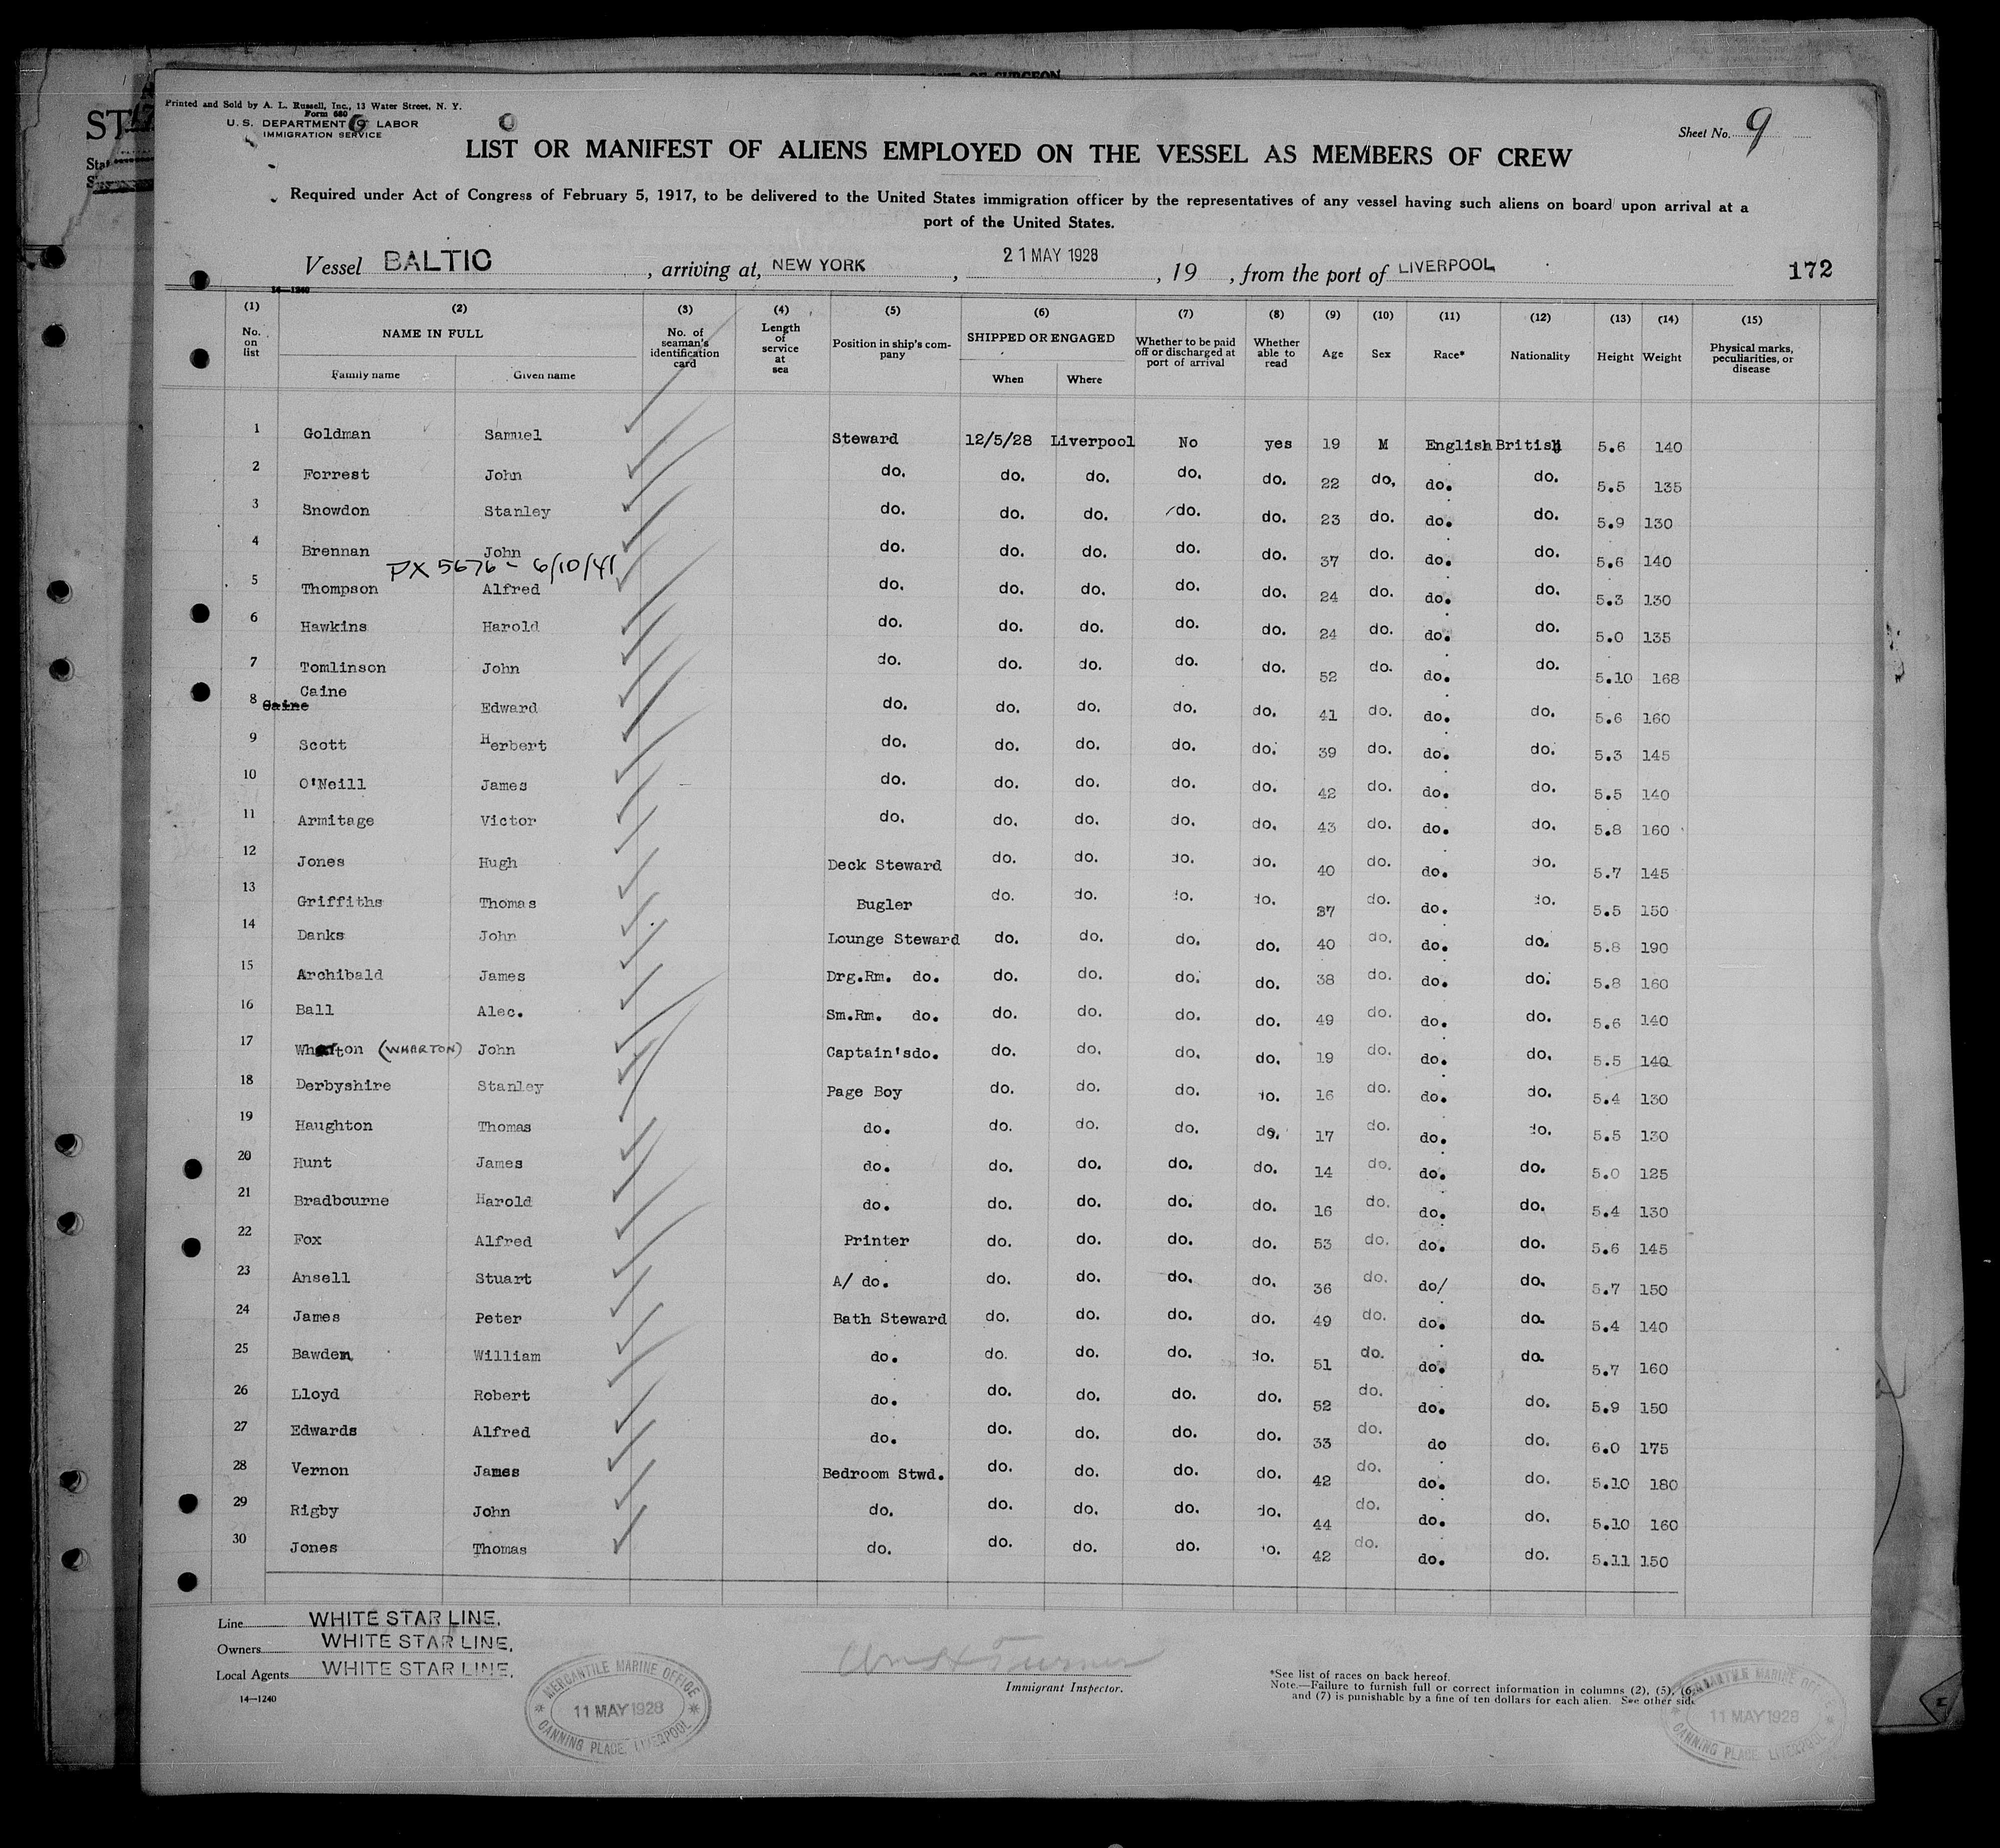 OF SURGEON
ST
Printed and Sold by A. L. Russell, Inc., 13 Water Street, N. Y.
Form 680
U. S. DEPARTMENT OF LABOR
IMMIGRATION SERVICE
Sheet No. 9
LIST OR MANIFEST OF ALIENS EMPLOYED ON THE VESSEL AS MEMBERS OF CREW
Required under Act of Congress of February 5, 1917, to be delivered to the United States immigration officer by the representatives of any vessel having such aliens on board upon arrival at a
port of the United States.
Vessel BALTIC, arriving at, NEW YORK, 21 MAY 1928, 19 , from the port of LIVERPOOL 172
14—1240
(1) (2) (3) (4) (5) (6) (7) (8) (9) (10) (11) (12) (13) (14) (15)
No. on list NAME IN FULL No. of seaman's identification card Length of service at sea Position in ship's company SHIPPED OR ENGAGED Whether to be paid off or discharged at port of arrival Whether able to read Age Sex Race* Nationality Height Weight Physical marks, peculiarities, or disease
Family name Given name When Where
1 Goldman Samuel Steward 12/5/28 Liverpool No yes 19 M English British 5.6 140
2 Forrest John do. do. do. do. do. 22 do, do. do. 5.5 135
3 Snowdon Stanley do. do. do. do. do. 23 do. do. do. 5.9 130
4 Brennan John do. do. do. do. do. 37 do. do. do. 5.6 140
PX 5676 - 6/10/41
5 Thompson Alfred do. do. do. do. do. 24 do. do. do. 5.3 130
6 Hawkins Harold do. do. do. do. do. 24 do. do. do. 5.0 135
7 Tomlinson John do. do. do. do. do. 52 do. do. do. 5.10 168
Caine
8 Caine Edward do. do. do. do. do. 41 do. do. do. 5.6 160
9 Scott Herbert do. do. do. do. do. 39 do. do. do. 5.3 145
10 O'Neill James do. do. do. do. do. 42 do. do. do. 5.5 140
11 Armitage Victor do. do. do. do. do. 43 do. do. do. 5.8 160
12 Jones Hugh Deck Steward do. do. do. do. 40 do. do. do. 5.7 145
13 Griffiths Thomas Bugler do. do. do. do. 37 do. do. do. 5.5 150
14 Danks John Lounge Steward do. do. do. do. 40 do. do. do. 5.8 190
15 Archibald James Drg.Rm. do. do. do. do. do. 38 do. do. do. 5.8 160
16 Ball Alec. Sm.Rm. do. do. do. do. do. 49 do. do. do. 5.6 140
17 Wharton (WHARTON) John Captain'sdo. do. do. do. do. 19 do. do. do. 5.5 140
18 Derbyshire Stanley Page Boy do. do. do. do. 16 do. do. do. 5.4 130
19 Haughton Thomas do. do. do. do. do. 17 do. do. do. 5.5 130
20 Hunt James do. do. do. do. do. 14 do. do. do. 5.0 125
21 Bradbourne Harold do. do. do. do. do. 16 do. do. do. 5.4 130
22 Fox Alfred Printer do. do. do. do. 53 do. do. do. 5.6 145
23 Ansell Stuart A/ do. do. do. do. do. 36 do. do/ do. 5.7 150
24 James Peter Bath Steward do. do. do. do. 49 do. do. do. 5.4 140
25 Bawden William do. do. do. do. do. 51 do. do. do. 5.7 160
26 Lloyd Robert do. do. do. do. do. 52 do. do. do. 5.9 150
27 Edwards Alfred do. do. do. do. do. 33 do. do do. 6.0 175
28 Vernon James Bedroom Stwd. do. do. do. do. 42 do. do. do. 5.10 180
29 Rigby John do. do. do. do. do. 44 do. do. do. 5.10 160
30 Jones Thomas do. do. do. do. do. 42 do. do. do. 5.11 150
Line WHITE STAR LINE.
Owners WHITE STAR LINE.
Local Agents WHITE STAR LINE.
14—1240
MERCANTILE MARINE OFFICE
11 MAY 1928
CANNING PLACE, LIVERPOOL
Turner
Immigrant Inspector.
*See list of races on back hereof.
Note.—Failure to furnish full or correct information in columns (2), (5), (6)
and (7) is punishable by a fine of ten dollars for each alien. See other side
MERCANTILE MARINE OFFICE
11 MAY 1928
CANNING PLACE, LIVERPOOL